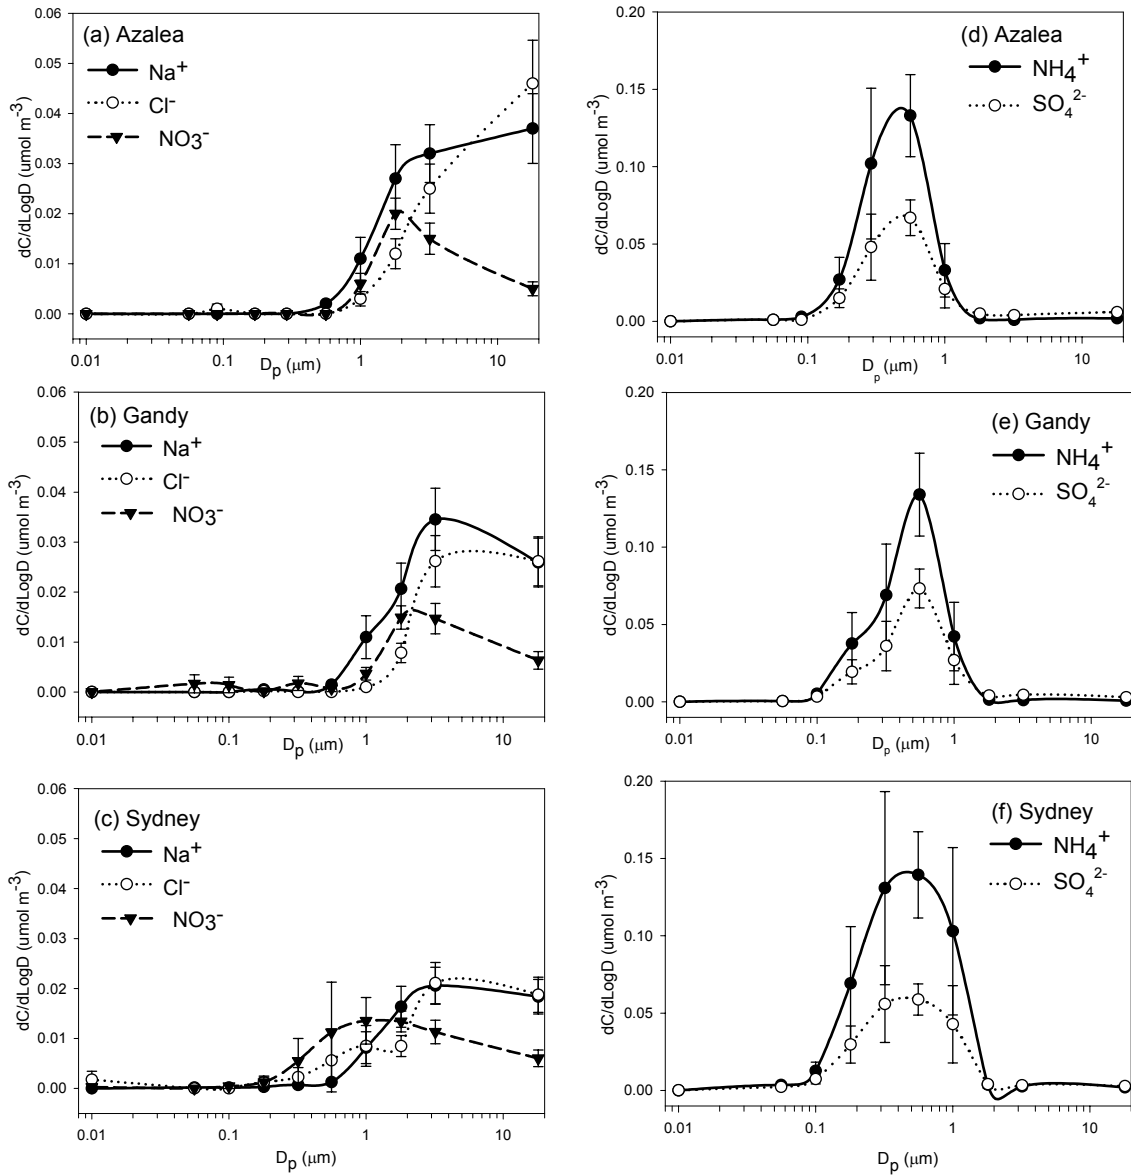 (a) Azalea
Na⁺
Cl⁻
NO₃⁻
dC/dLogD (umol m⁻³)
0.06
0.05
0.04
0.03
0.02
0.01
0.00
0.01 0.1 1 10
Dₚ (μm)
(d) Azalea
NH₄⁺
SO₄²⁻
dC/dLogD (umol m⁻³)
0.20
0.15
0.10
0.05
0.00
0.01 0.1 1 10
Dₚ (μm)
(b) Gandy
Na⁺
Cl⁻
NO₃⁻
dC/dLogD (umol m⁻³)
0.06
0.05
0.04
0.03
0.02
0.01
0.00
0.01 0.1 1 10
Dₚ (μm)
(e) Gandy
NH₄⁺
SO₄²⁻
dC/dLogD (umol m⁻³)
0.20
0.15
0.10
0.05
0.00
0.01 0.1 1 10
Dₚ (μm)
(c) Sydney
Na⁺
Cl⁻
NO₃⁻
dC/dLogD (umol m⁻³)
0.06
0.05
0.04
0.03
0.02
0.01
0.00
0.01 0.1 1 10
Dₚ (μm)
(f) Sydney
NH₄⁺
SO₄²⁻
dC/dLogD (umol m⁻³)
0.20
0.15
0.10
0.05
0.00
0.01 0.1 1 10
Dₚ (μm)